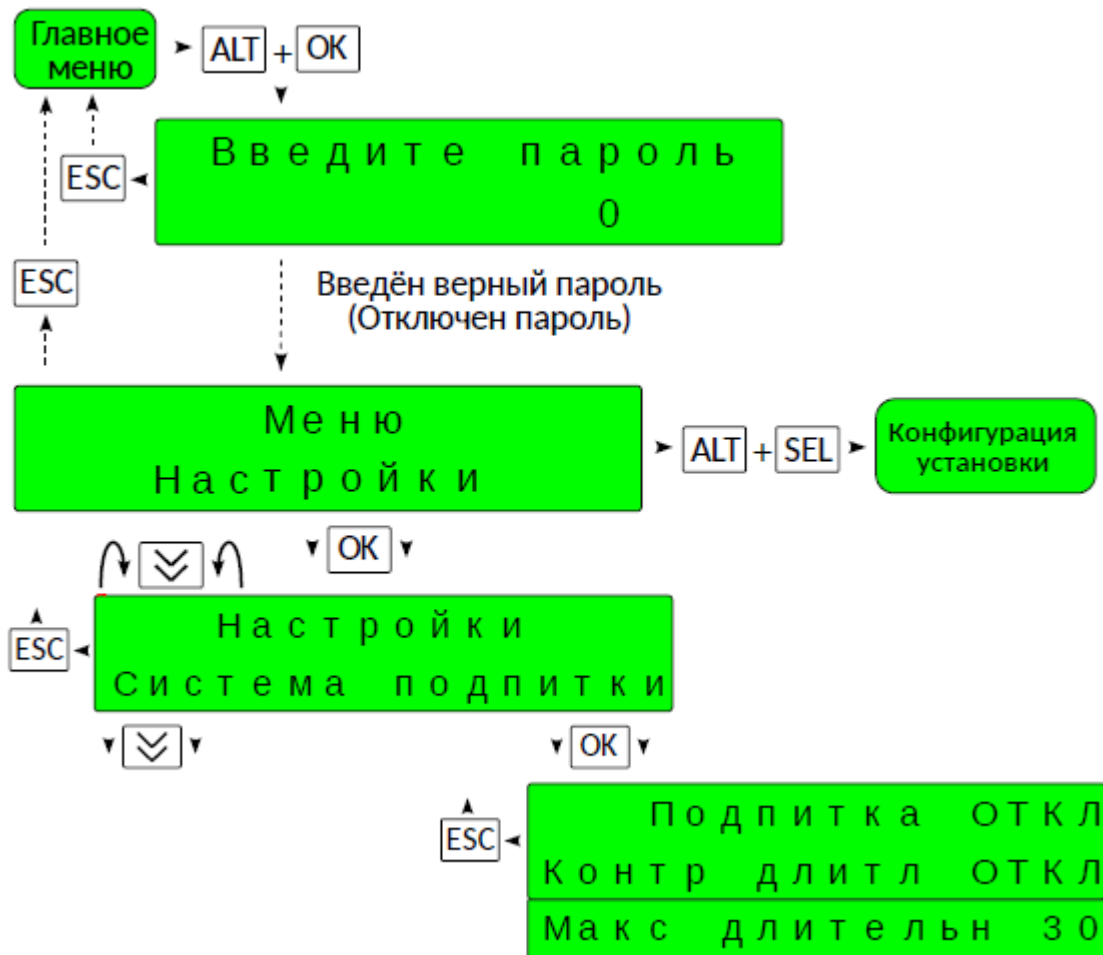 Главное
меню
ALT + OK
Введите пароль
0
ESC
ESC
Введён верный пароль
(Отключен пароль)
Меню
Настройки
ALT + SEL
Конфигурация
установки
OK
Настройки
Система подпитки
ESC
OK
Подпитка ОТКЛ
Контр длитл ОТКЛ
Макс длительн 30
ESC